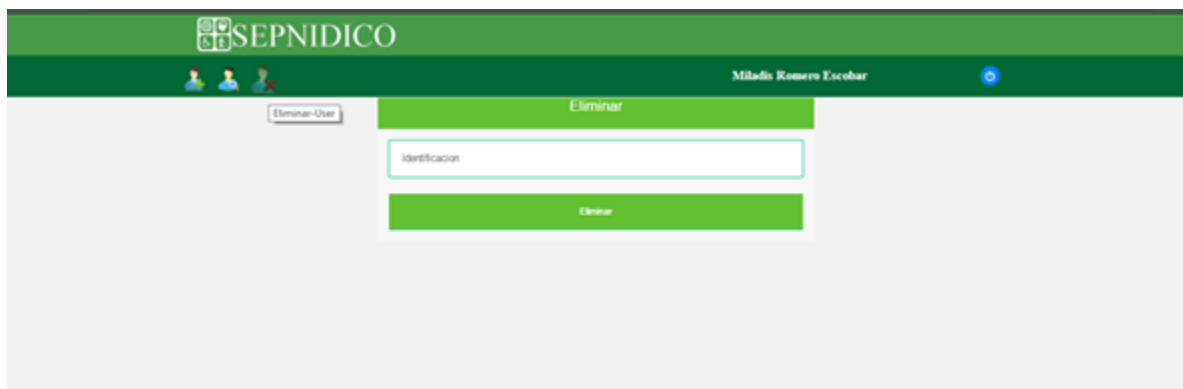 SEPNIDICO
Miladis Romero Escobar
Eliminar-User
Eliminar
Identificacion
Eliminar